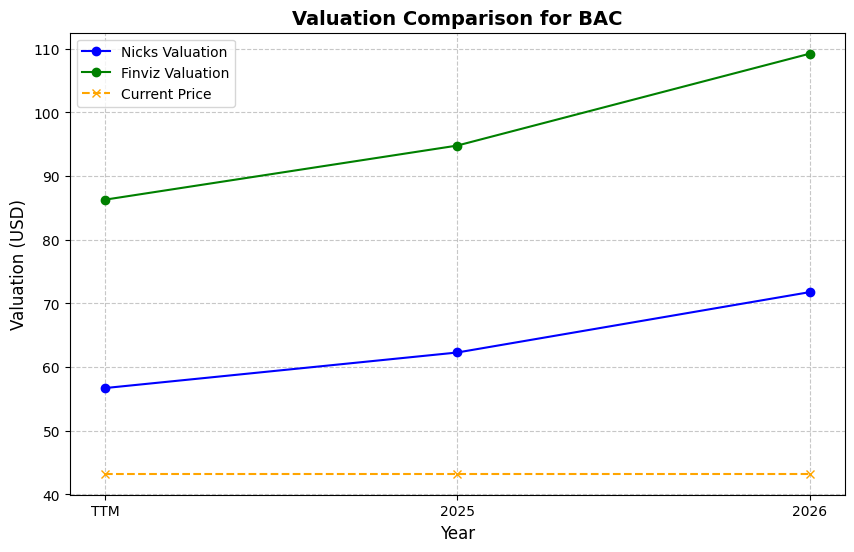 Valuation Comparison for BAC
Nicks Valuation
Finviz Valuation
Current Price
Valuation (USD)
110
100
90
80
70
60
50
40
TTM
2025
2026
Year